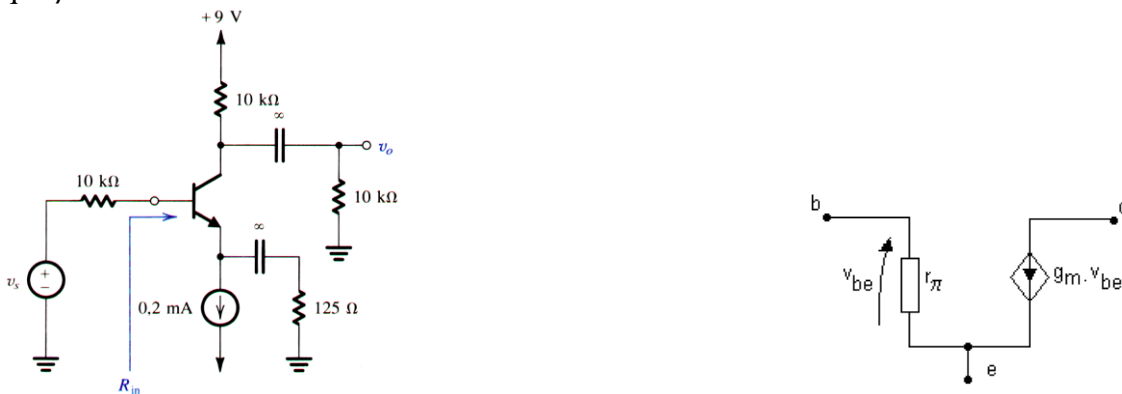 +9 V
10 kΩ
∞
v_o
10 kΩ
10 kΩ
∞
v_s
+
−
0,2 mA
125 Ω
R_in
b
v_be
r_π
g_m.v_be
e